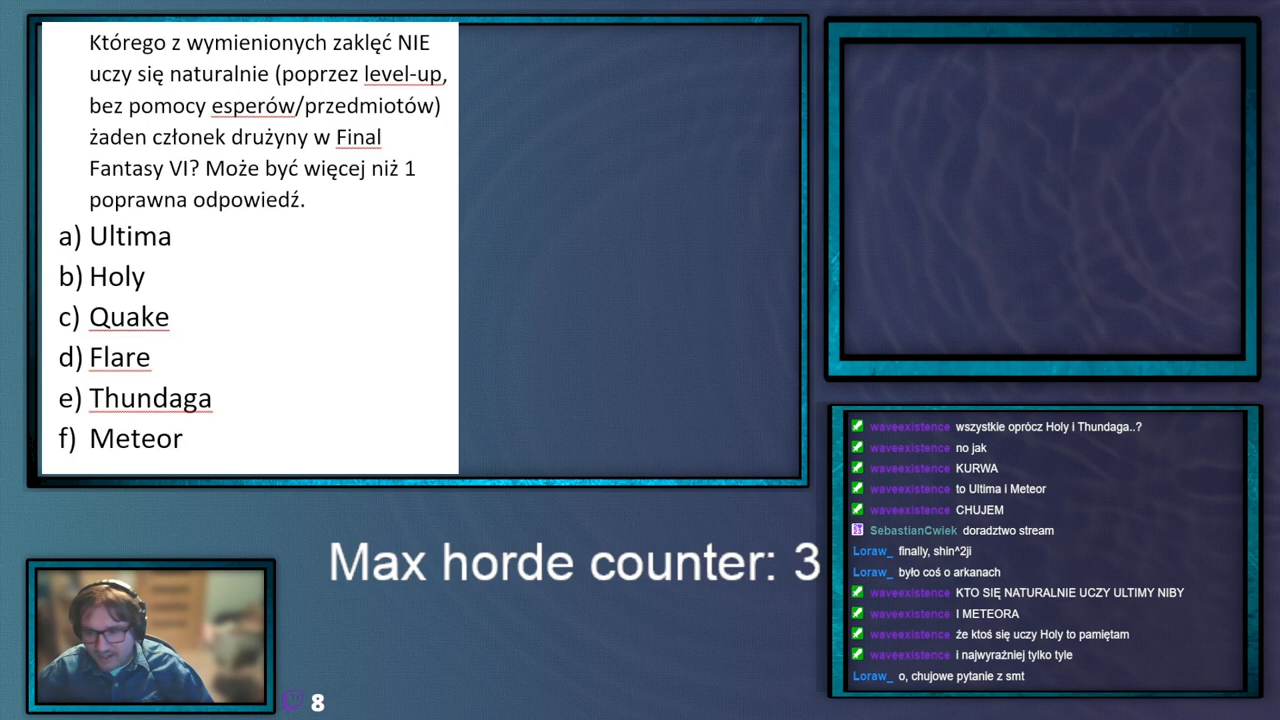 Którego z wymienionych zaklęć NIE
uczy się naturalnie (poprzez level-up,
bez pomocy esperów/przedmiotów)
żaden członek drużyny w Final
Fantasy VI? Może być więcej niż 1
poprawna odpowiedź.
a) Ultima
b) Holy
c) Quake
d) Flare
e) Thundaga
f) Meteor
Max horde counter: 3
8
waveexistence wszystkie oprócz Holy i Thundaga..?
waveexistence no jak
waveexistence KURWA
waveexistence to Ultima i Meteor
waveexistence CHUJEM
SebastianCwiek doradztwo stream
Loraw_ finally, shin^2ji
Loraw_ było coś o arkanach
waveexistence KTO SIĘ NATURALNIE UCZY ULTIMY NIBY
waveexistence I METEORA
waveexistence że ktoś się uczy Holy to pamiętam
waveexistence i najwyraźniej tylko tyle
Loraw_ o, chujowe pytanie z smt